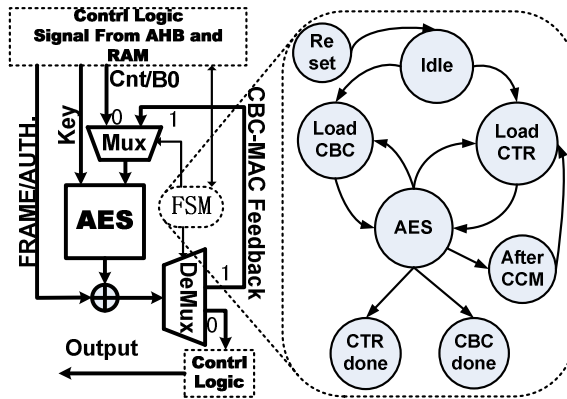 Contrl Logic
Signal From AHB and
RAM
Cnt/B0
FRAME/AUTH.
Key
0
1
Mux
CBC-MAC Feedback
AES
FSM
DeMux
1
0
Output
Contrl
Logic
Re
set
Idle
Load
CBC
Load
CTR
AES
After
CCM
CTR
done
CBC
done